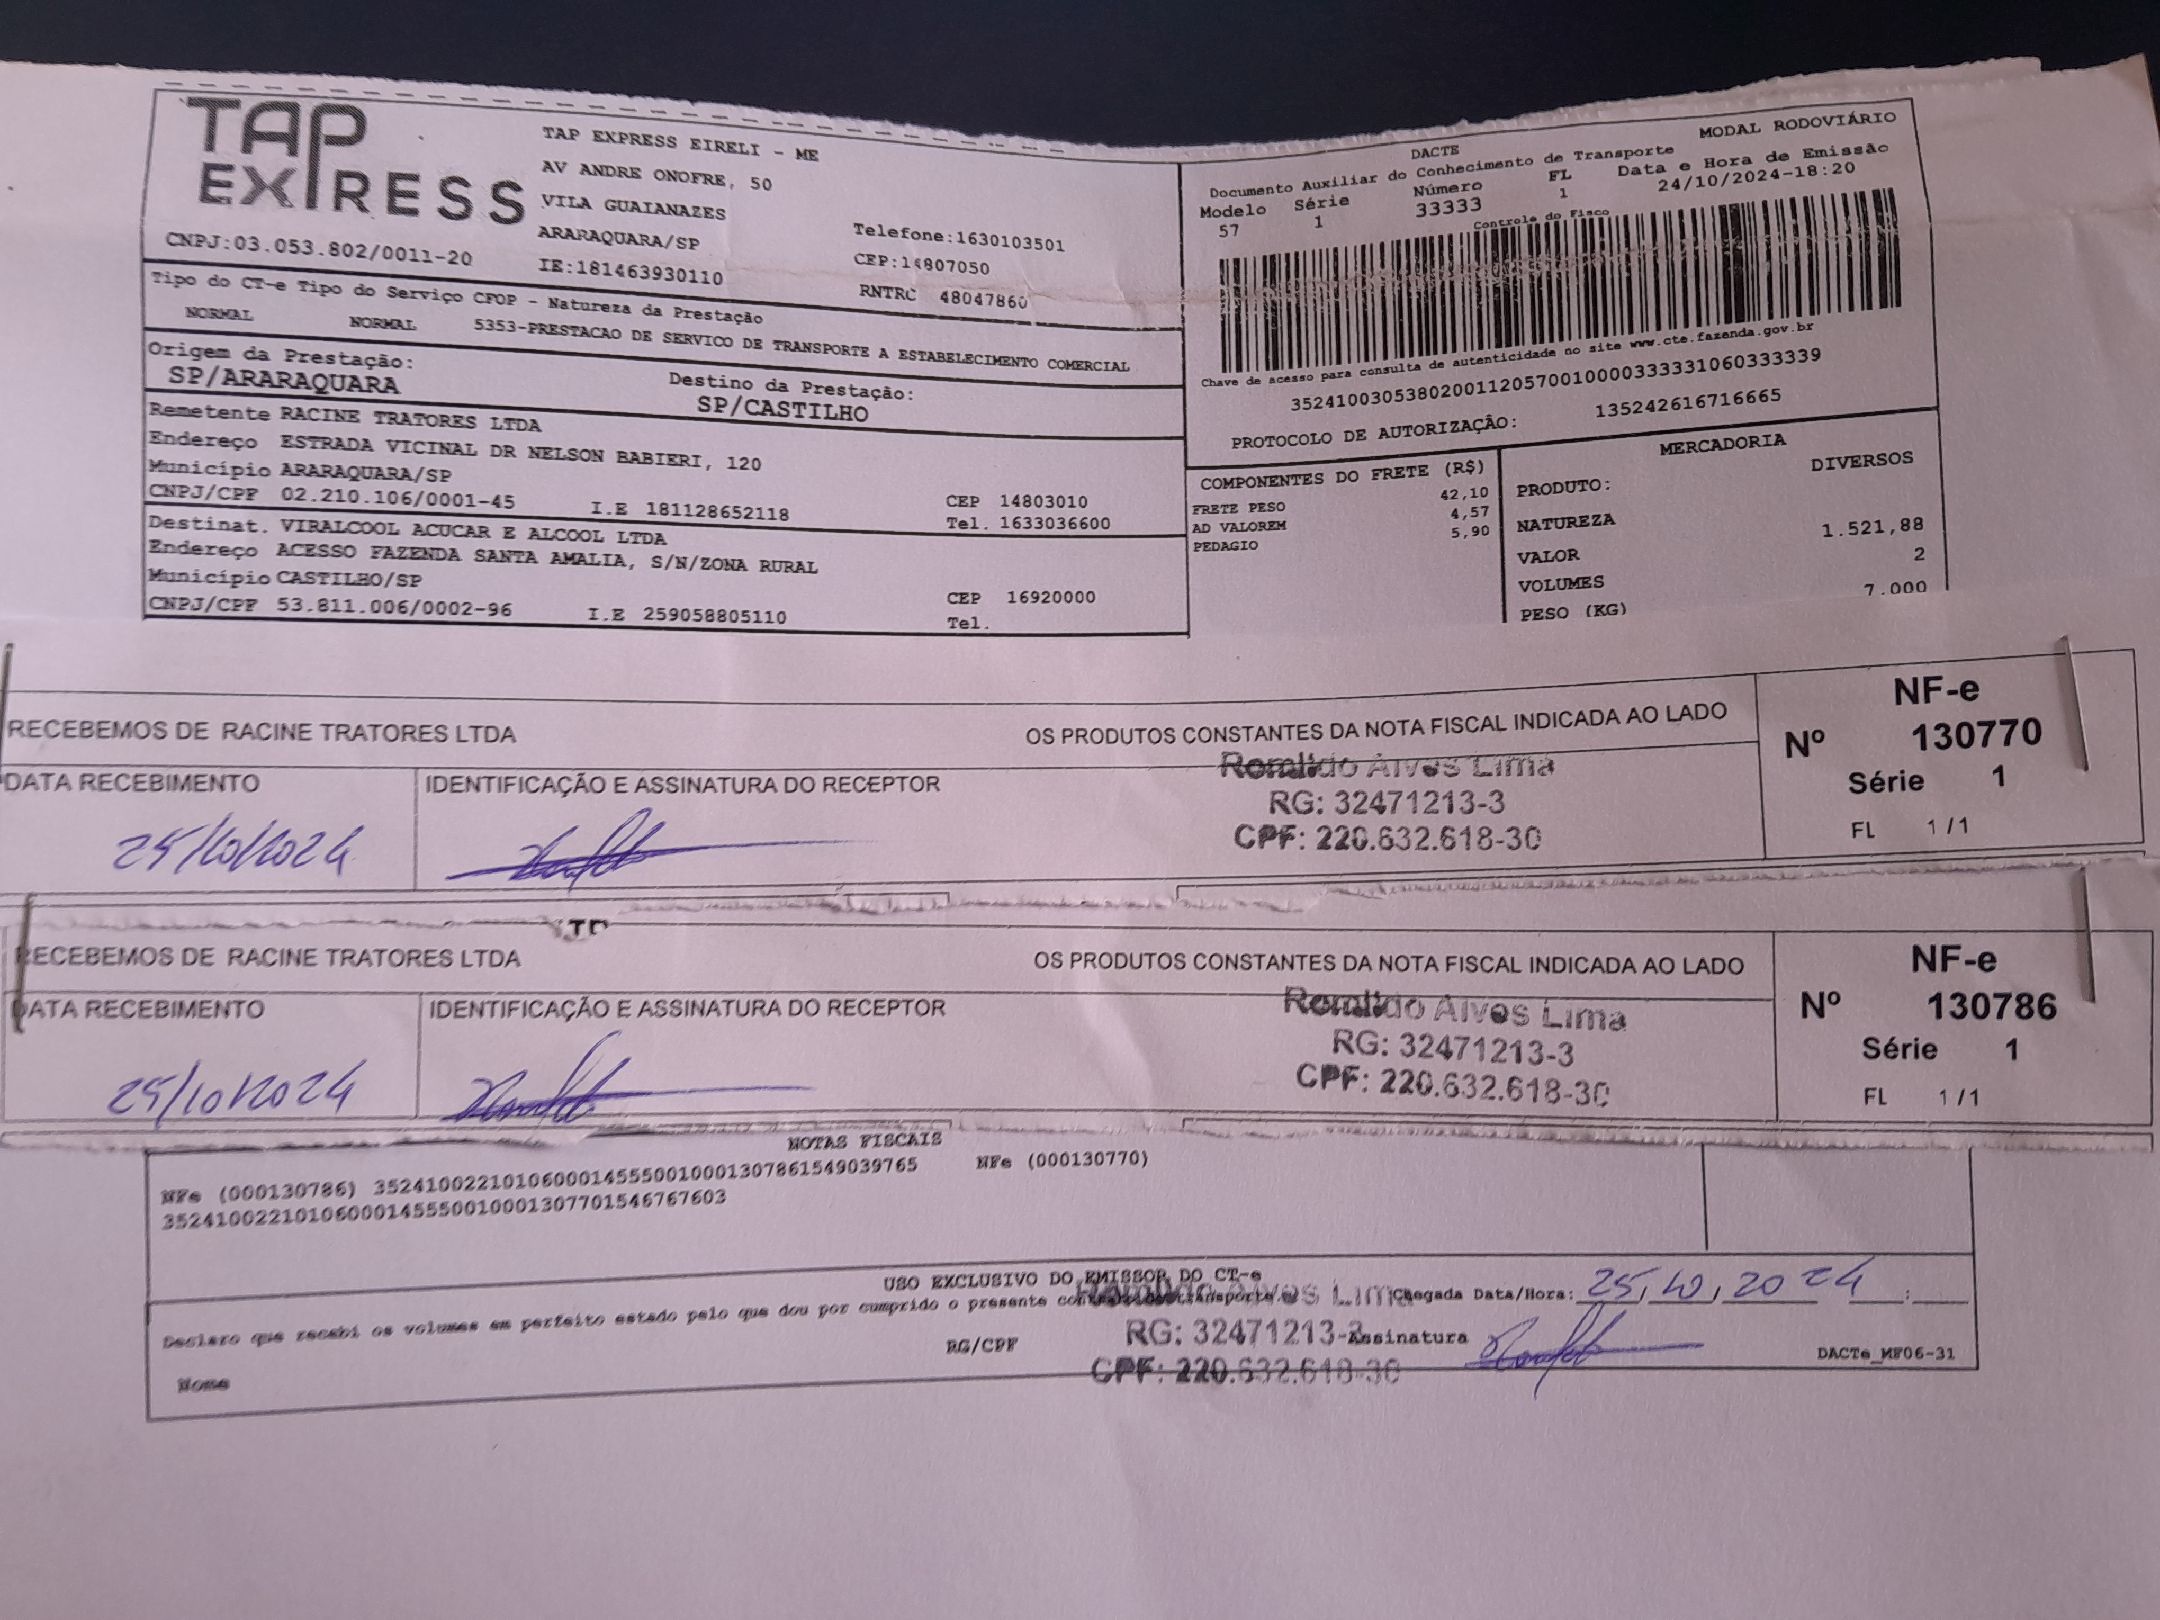 TAP EXPRESS
TAP EXPRESS EIRELI - ME
AV ANDRE ONOFRE, 50
VILA GUAIANAZES
ARARAQUARA/SP
Telefone:1630103501
CNPJ:03.053.802/0011-20
IE:181463930110
CEP:14807050
RNTRC 48047860
DACTE
MODAL RODOVIÁRIO
Documento Auxiliar do Conhecimento de Transporte
Modelo Série Número FL Data e Hora de Emissão
57 1 33333 1 24/10/2024-18:20
Controle do Fisco
Chave de acesso para consulta de autenticidade no site www.cte.fazenda.gov.br
35241003053802001120570010000333331060333339
PROTOCOLO DE AUTORIZAÇÃO: 135242616716665
Tipo do CT-e Tipo do Serviço CFOP - Natureza da Prestação
NORMAL NORMAL 5353-PRESTACAO DE SERVICO DE TRANSPORTE A ESTABELECIMENTO COMERCIAL
Origem da Prestação: Destino da Prestação:
SP/ARARAQUARA SP/CASTILHO
Remetente RACINE TRATORES LTDA
Endereço ESTRADA VICINAL DR NELSON BABIERI, 120
Município ARARAQUARA/SP CEP 14803010
CNPJ/CPF 02.210.106/0001-45 I.E 181128652118 Tel. 1633036600
Destinat. VIRALCOOL ACUCAR E ALCOOL LTDA
Endereço ACESSO FAZENDA SANTA AMALIA, S/N/ZONA RURAL
Município CASTILHO/SP CEP 16920000
CNPJ/CPF 53.811.006/0002-96 I.E 259058805110 Tel.
COMPONENTES DO FRETE (R$)
FRETE PESO 42,10
AD VALOREM 4,57
PEDAGIO 5,90
MERCADORIA
PRODUTO: DIVERSOS
NATUREZA
VALOR 1.521,88
VOLUMES 2
PESO (KG) 7.000
RECEBEMOS DE RACINE TRATORES LTDA OS PRODUTOS CONSTANTES DA NOTA FISCAL INDICADA AO LADO
NF-e
Nº 130770
Série 1
FL 1/1
DATA RECEBIMENTO IDENTIFICAÇÃO E ASSINATURA DO RECEPTOR
25/10/2024
Romildo Alves Lima
RG: 32471213-3
CPF: 220.632.618-30
RECEBEMOS DE RACINE TRATORES LTDA OS PRODUTOS CONSTANTES DA NOTA FISCAL INDICADA AO LADO
NF-e
Nº 130786
Série 1
FL 1/1
DATA RECEBIMENTO IDENTIFICAÇÃO E ASSINATURA DO RECEPTOR
25/10/2024
Romildo Alves Lima
RG: 32471213-3
CPF: 220.632.618-30
NOTAS FISCAIS
NFe (000130786) 35241002210106000145550010001307861549039765 NFe (000130770)
35241002210106000145550010001307701546767603
USO EXCLUSIVO DO EMISSOR DO CT-e
Declaro que recebi os volumes em perfeito estado pelo que dou por cumprido o presente contrato de transporte
Chegada Data/Hora: 25/10/2024
Romildo Alves Lima
RG: 32471213-3
CPF: 220.632.618-30
Nome RG/CPF Assinatura
DACTe_MF06-31